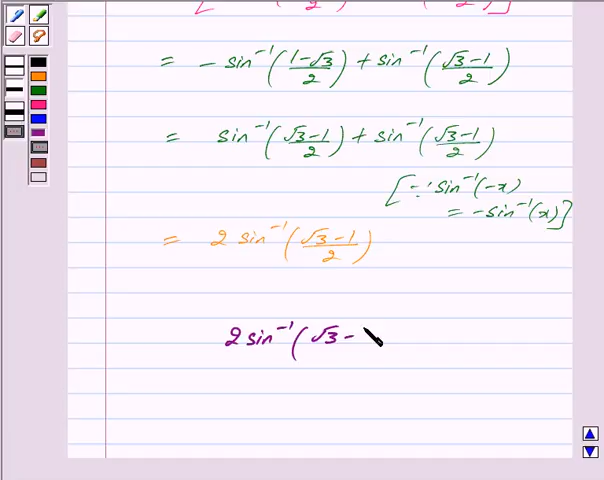 = - sin⁻¹((1-√3)/2) + sin⁻¹((√3-1)/2)
= sin⁻¹((√3-1)/2) + sin⁻¹((√3-1)/2)
[∵ sin⁻¹(-x)
= -sin⁻¹(x)]
= 2 sin⁻¹((√3-1)/2)
2 sin⁻¹(√3 -